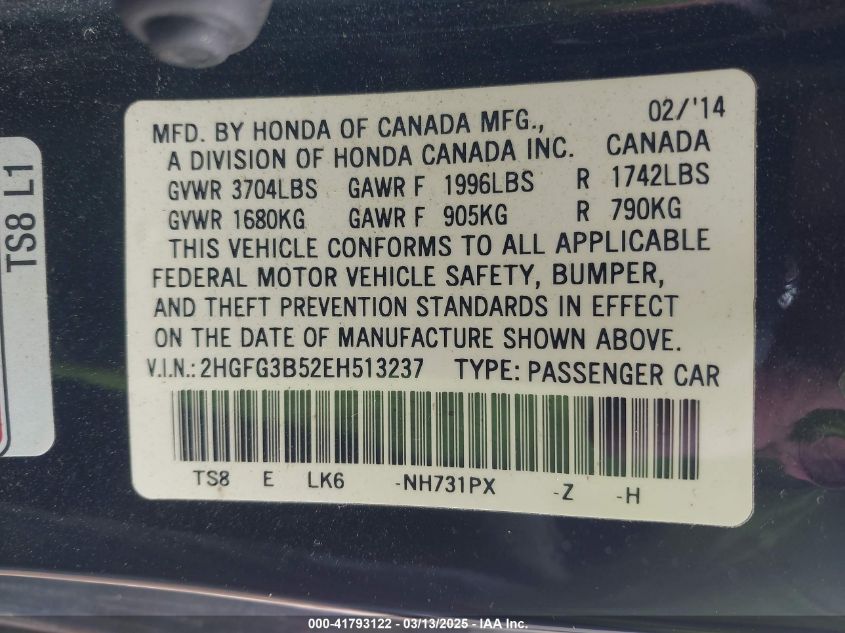 02/'14
MFD. BY HONDA OF CANADA MFG.,
A DIVISION OF HONDA CANADA INC. CANADA
GVWR 3704LBS GAWR F 1996LBS R 1742LBS
GVWR 1680KG GAWR F 905KG R 790KG
THIS VEHICLE CONFORMS TO ALL APPLICABLE
FEDERAL MOTOR VEHICLE SAFETY, BUMPER,
AND THEFT PREVENTION STANDARDS IN EFFECT
ON THE DATE OF MANUFACTURE SHOWN ABOVE.
V.I.N.: 2HGFG3B52EH513237 TYPE: PASSENGER CAR
TS8 E LK6 -NH731PX -Z -H
TS8 L1
000-41793122 - 03/13/2025 - IAA Inc.